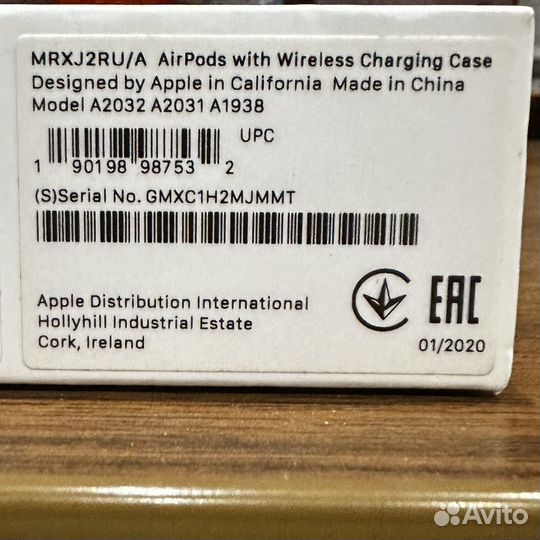 MRXJ2RU/A AirPods with Wireless Charging Case
Designed by Apple in California Made in China
Model A2032 A2031 A1938
UPC
1 90198 98753 2
(S)Serial No. GMXC1H2MJMMT
Apple Distribution International
Hollyhill Industrial Estate
Cork, Ireland
EAC
01/2020
Avito